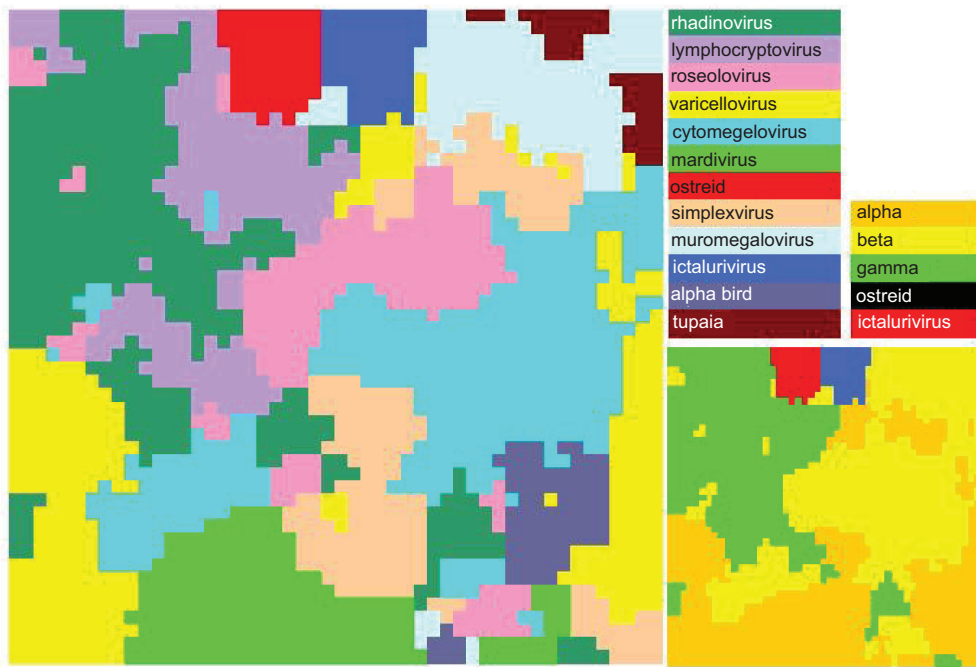 rhadinovirus
lymphocryptovirus
roseolovirus
varicellovirus
cytomegelovirus
mardivirus
ostreid
simplexvirus
muromegalovirus
ictalurivirus
alpha bird
tupaia
alpha
beta
gamma
ostreid
ictalurivirus